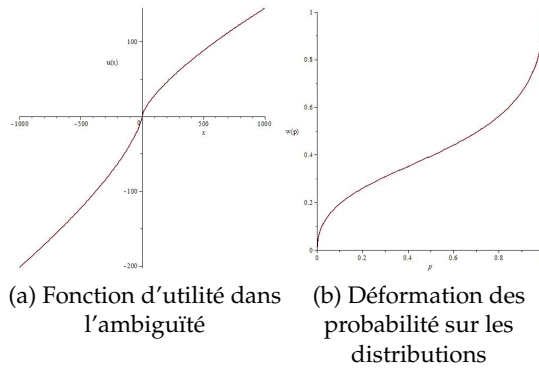 100
u(x)
-1000
-500
0
500
1000
x
-100
-200
1
0.8
0.6
w(p)
0.4
0.2
0
0
0.2
0.4
0.6
0.8
p
(a) Fonction d'utilité dans
l'ambiguïté
(b) Déformation des
probabilité sur les
distributions